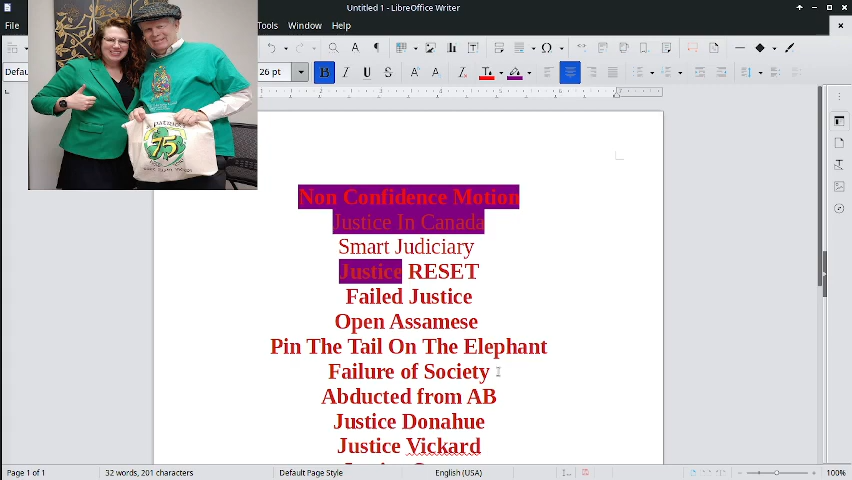 Untitled 1 - LibreOffice Writer
File
Tools Window Help
26 pt
75
Non Confidence Motion
Justice In Canada
Smart Judiciary
Justice RESET
Failed Justice
Open Assamese
Pin The Tail On The Elephant
Failure of Society
Abducted from AB
Justice Donahue
Justice Vickard
Page 1 of 1 32 words, 201 characters Default Page Style English (USA) 100%